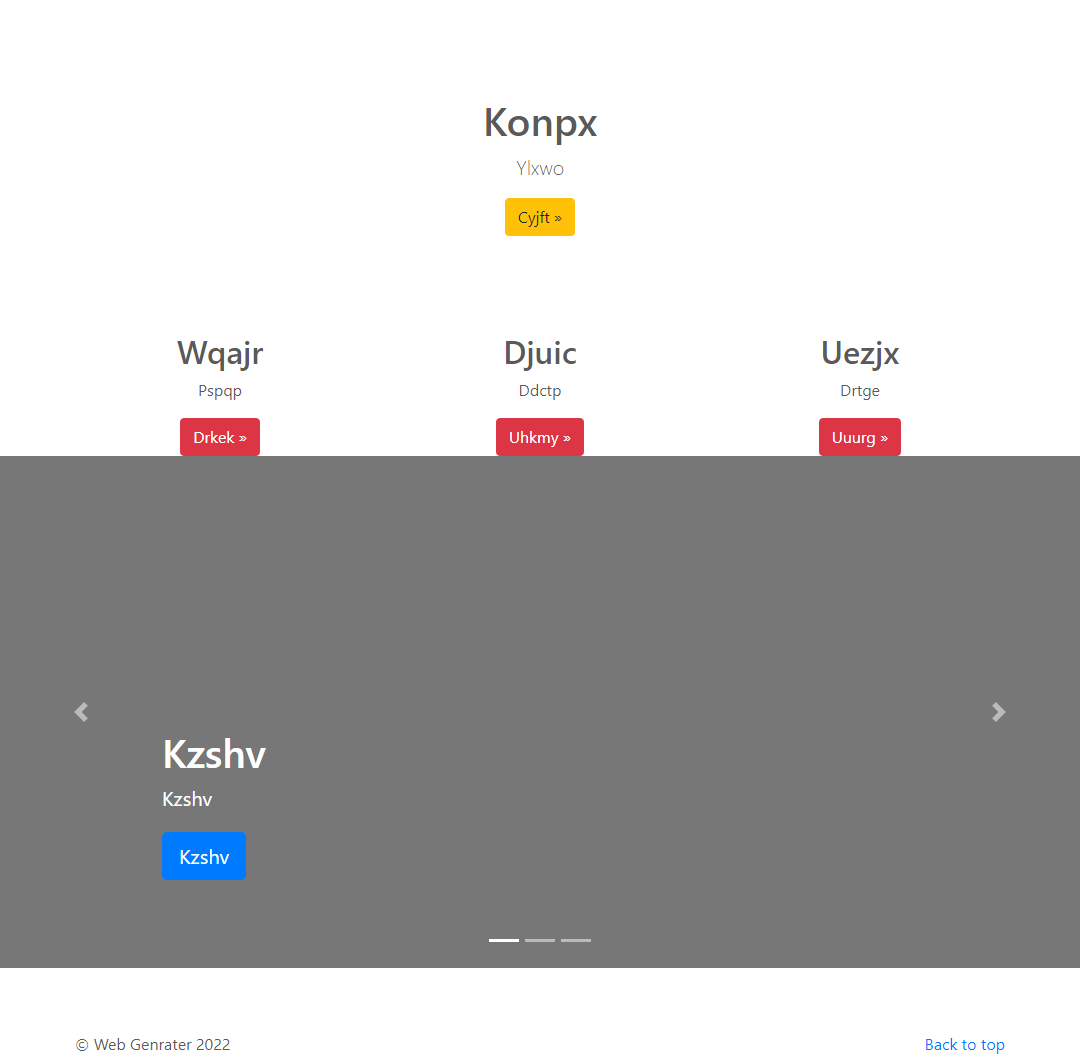 Konpx
Ylxwo
Cyjft »
Wqajr
Pspqp
Drkek »
Djuic
Ddctp
Uhkmy »
Uezjx
Drtge
Uuurg »
Kzshv
Kzshv
Kzshv
© Web Genrater 2022
Back to top